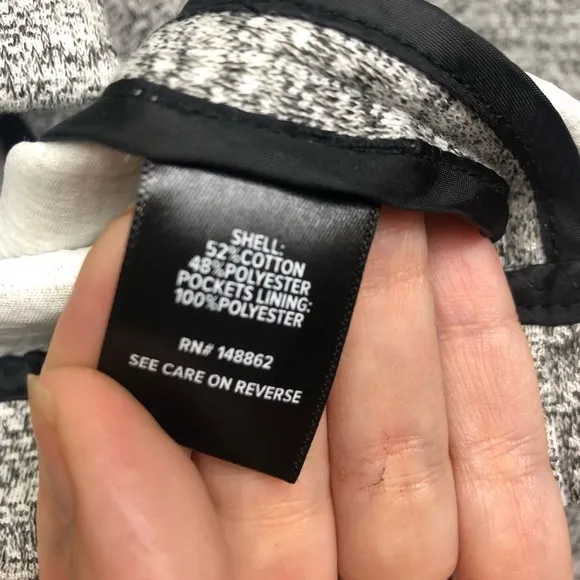 SHELL:
52%COTTON
48%POLYESTER
POCKETS LINING:
100%POLYESTER
RN# 148862
SEE CARE ON REVERSE